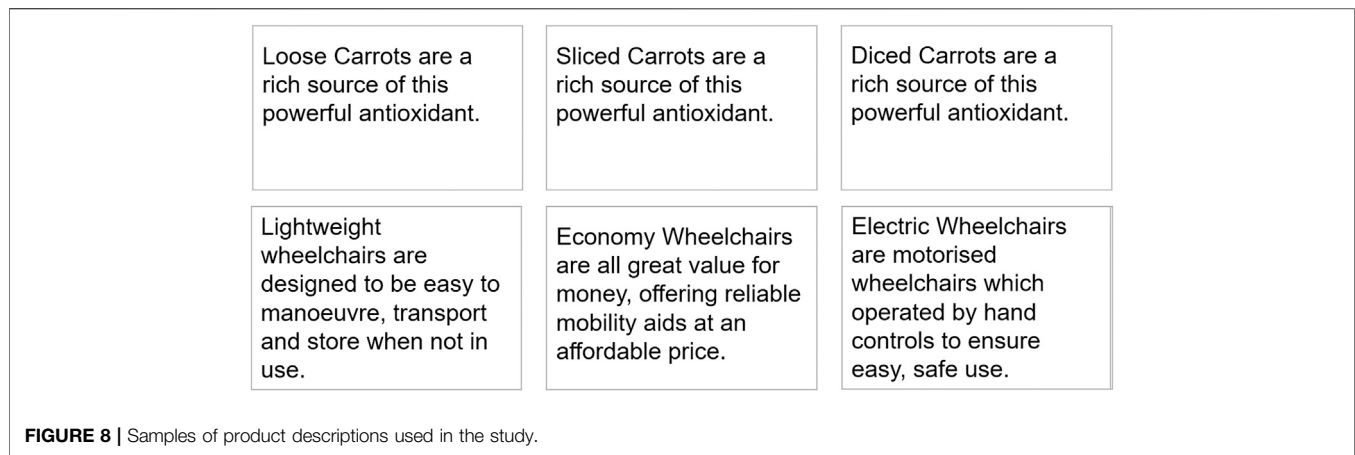 Loose Carrots are a
rich source of this
powerful antioxidant.
Sliced Carrots are a
rich source of this
powerful antioxidant.
Diced Carrots are a
rich source of this
powerful antioxidant.
Lightweight
wheelchairs are
designed to be easy to
manoeuvre, transport
and store when not in
use.
Economy Wheelchairs
are all great value for
money, offering reliable
mobility aids at an
affordable price.
Electric Wheelchairs
are motorised
wheelchairs which
operated by hand
controls to ensure
easy, safe use.
FIGURE 8 | Samples of product descriptions used in the study.